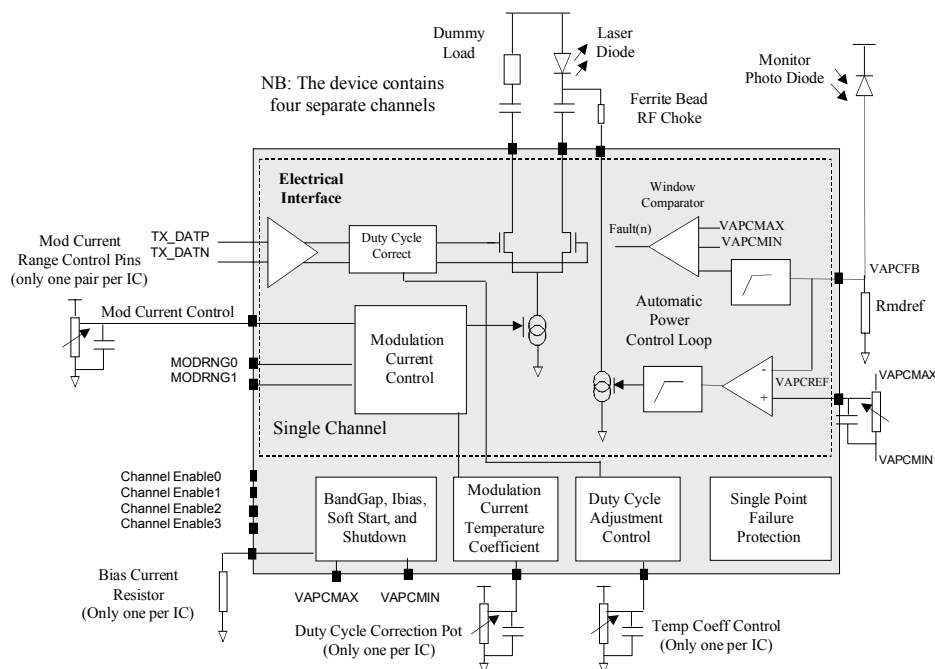 Dummy
Load
Laser
Diode
Monitor
Photo Diode
NB: The device contains
four separate channels
Ferrite Bead
RF Choke
Electrical
Interface
Window
Comparator
Fault(n)
VAPCMAX
VAPCMIN
TX_DATP
TX_DATN
Duty Cycle
Correct
VAPCFB
Mod Current
Range Control Pins
(only one pair per IC)
Rmdref
Automatic
Power
Control Loop
Mod Current Control
Modulation
Current
Control
MODRNG0
MODRNG1
-
VAPCREF
+
VAPCMAX
VAPCMIN
Single Channel
Channel Enable0
Channel Enable1
Channel Enable2
Channel Enable3
BandGap, Ibias,
Soft Start, and
Shutdown
Modulation
Current
Temperature
Coefficient
Duty Cycle
Adjustment
Control
Single Point
Failure
Protection
Bias Current
Resistor
(Only one per IC)
VAPCMAX
VAPCMIN
Duty Cycle Correction Pot
(Only one per IC)
Temp Coeff Control
(Only one per IC)